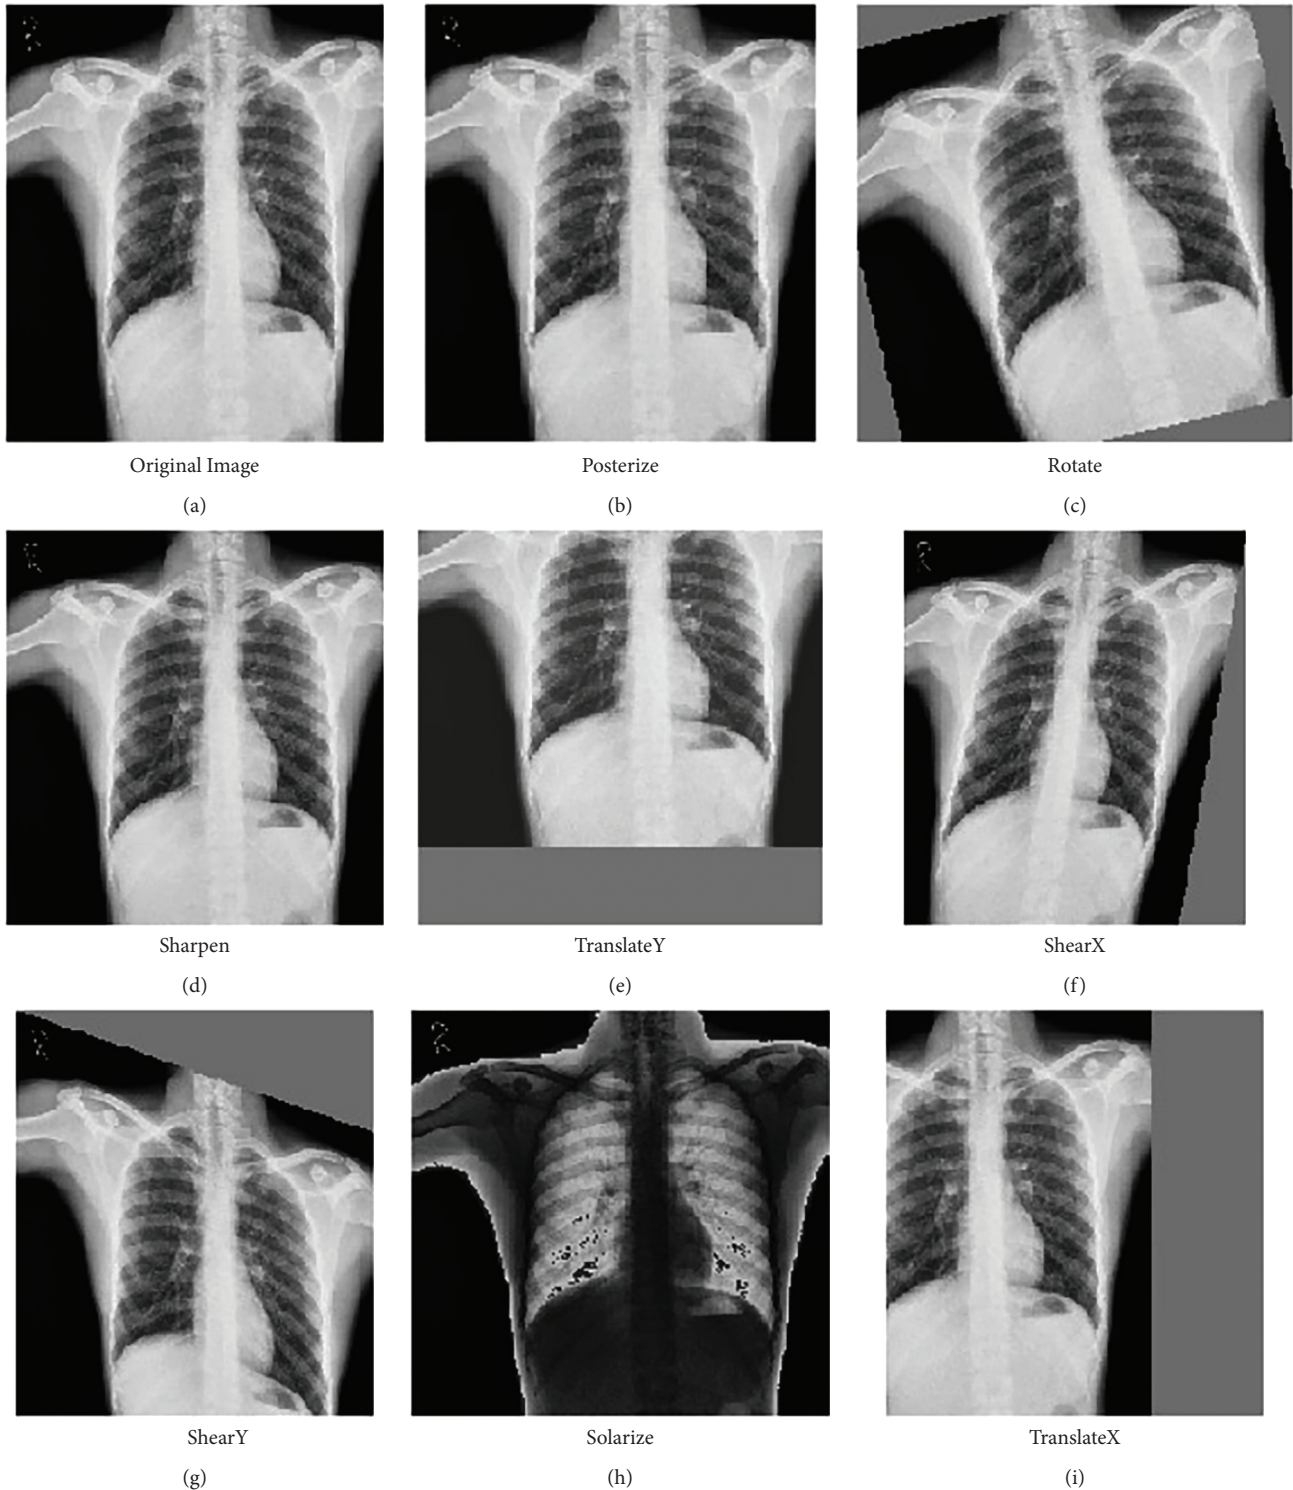 R
R
Original Image
Posterize
Rotate
(a)
(b)
(c)
R
R
Sharpen
TranslateY
ShearX
(d)
(e)
(f)
R
R
ShearY
Solarize
TranslateX
(g)
(h)
(i)